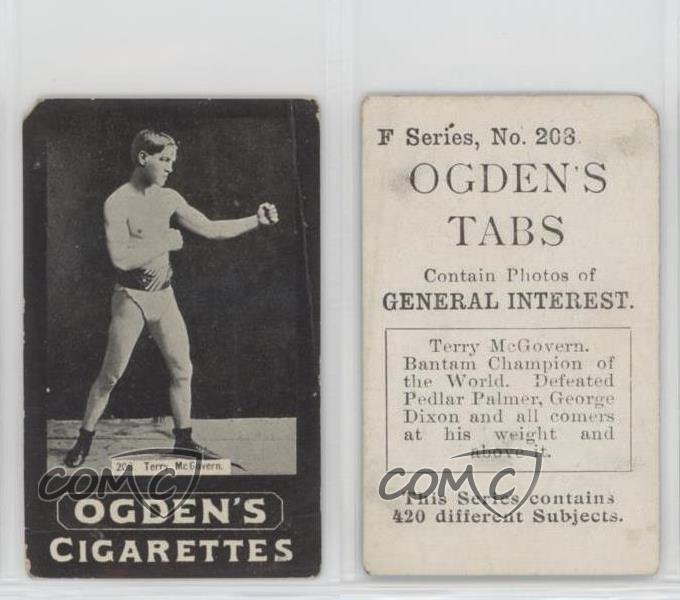 208. Terry McGovern.
OGDEN'S
CIGARETTES
COMC
F Series, No. 208.
OGDEN'S
TABS
Contain Photos of
GENERAL INTEREST.
Terry McGovern.
Bantam Champion of
the World. Defeated
Pedlar Palmer, George
Dixon and all comers
at his weight and
above it.
COMC
This Series contains
420 different Subjects.